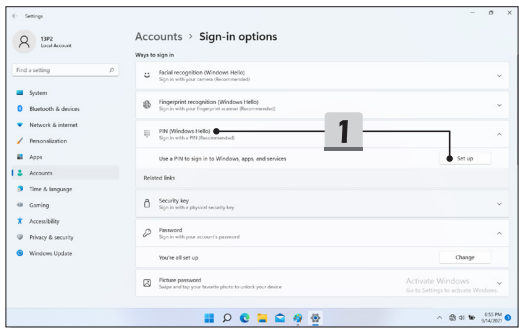 Settings
13P2
Local Account
Find a setting
System
Bluetooth & devices
Network & internet
Personalization
Apps
Accounts
Time & language
Gaming
Accessibility
Privacy & security
Windows Update
Accounts > Sign-in options
Ways to sign in
Facial recognition (Windows Hello)
Sign in with your camera (Recommended)
Fingerprint recognition (Windows Hello)
Sign in with your fingerprint scanner (Recommended)
PIN (Windows Hello)
Sign in with a PIN (Recommended)
1
Use a PIN to sign in to Windows, apps, and services
Set up
Related links
Security key
Sign in with a physical security key
Password
Sign in with your account's password
You're all set up
Change
Picture password
Swipe and tap your favorite photo to unlock your device
Activate Windows
Go to Settings to activate Windows.
6:55 PM
5/14/2021